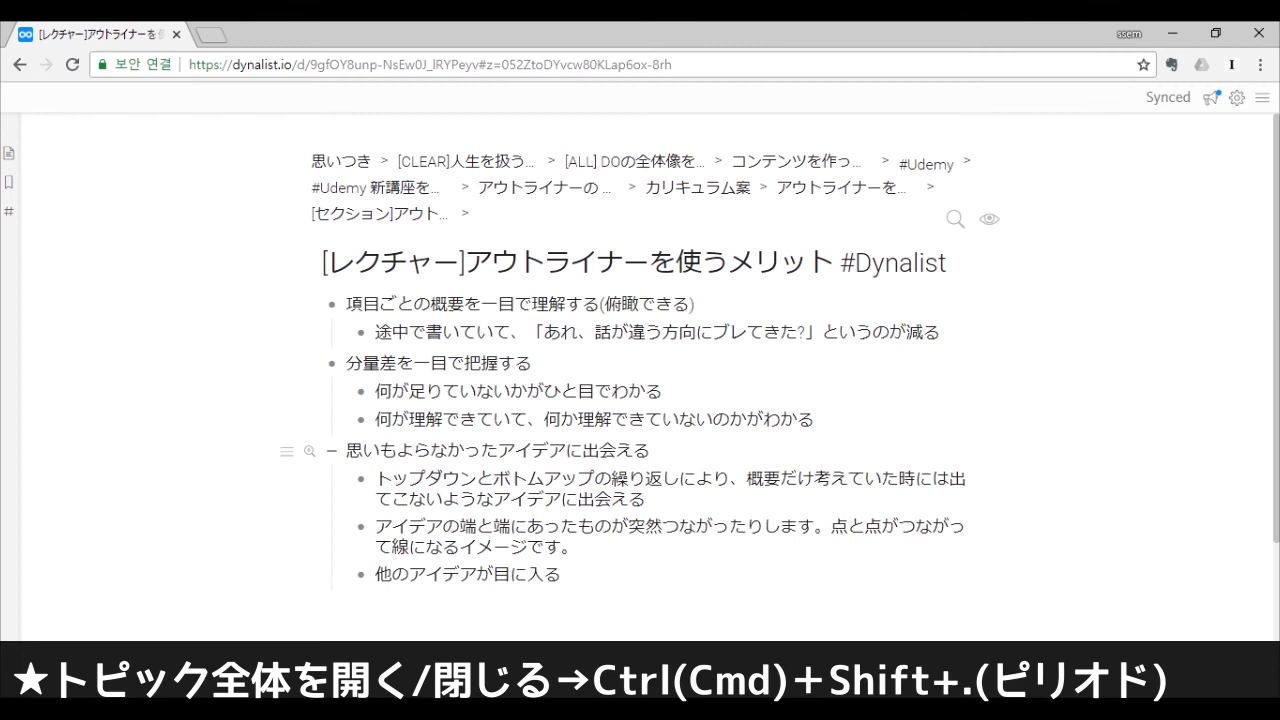 [レクチャー]アウトライナーを
ssem
보안 연결 https://dynalist.io/d/9gfOY8unp-NsEw0J_lRYPeyv#z=052ZtoDYvcw80KLap6ox-8rh
Synced
思いつき > [CLEAR]人生を扱う... > [ALL] DOの全体像を... > コンテンツを作っ... > #Udemy >
#Udemy 新講座を... > アウトライナーの ... > カリキュラム案 > アウトライナーを... >
[セクション]アウト... >
[レクチャー]アウトライナーを使うメリット #Dynalist
項目ごとの概要を一目で理解する(俯瞰できる)
途中で書いていて、「あれ、話が違う方向にブレてきた?」というのが減る
分量差を一目で把握する
何が足りていないかがひと目でわかる
何が理解できていて、何か理解できていないのかがわかる
思いもよらなかったアイデアに出会える
トップダウンとボトムアップの繰り返しにより、概要だけ考えていた時には出
てこないようなアイデアに出会える
アイデアの端と端にあったものが突然つながったりします。点と点がつながっ
て線になるイメージです。
他のアイデアが目に入る
★トピック全体を開く/閉じる→Ctrl(Cmd)＋Shift+.(ピリオド)